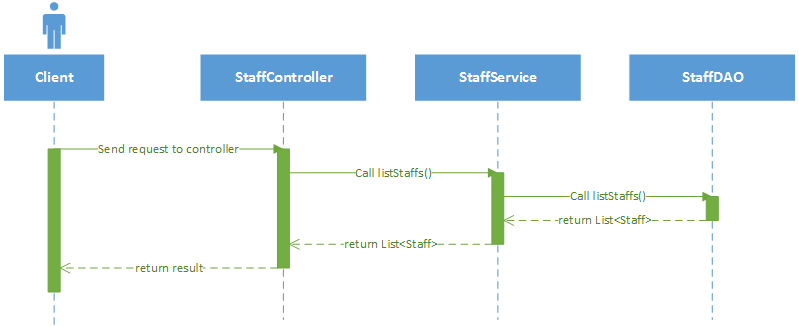 Client
StaffController
StaffService
StaffDAO
Send request to controller
Call listStaffs()
Call listStaffs()
return List<Staff>
return List<Staff>
return result